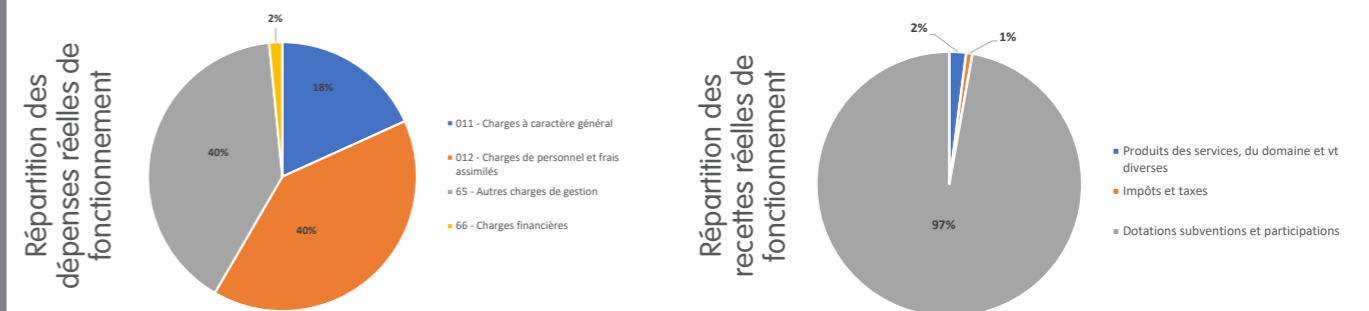 Répartition des
dépenses réelles de
fonctionnement
2%
18%
40%
40%
011 - Charges à caractère général
012 - Charges de personnel et frais
assimilés
65 - Autres charges de gestion
66 - Charges financières
Répartition des
recettes réelles de
fonctionnement
2%
1%
97%
Produits des services, du domaine et vt
diverses
Impôts et taxes
Dotations subventions et participations